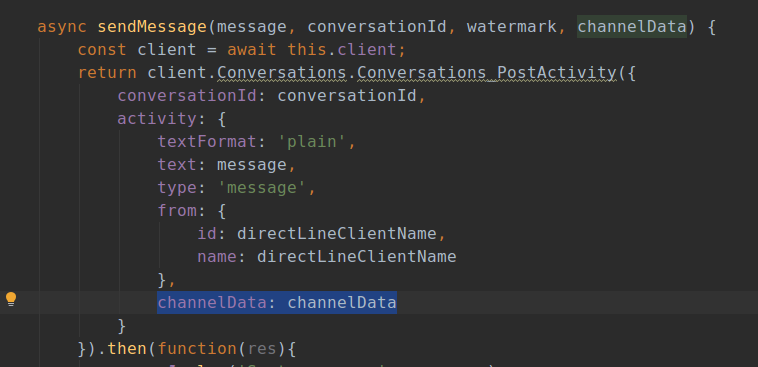 async sendMessage(message, conversationId, watermark, channelData) {
const client = await this.client;
return client.Conversations.Conversations_PostActivity({
conversationId: conversationId,
activity: {
textFormat: 'plain',
text: message,
type: 'message',
from: {
id: directLineClientName,
name: directLineClientName
},
channelData: channelData
}
}).then(function(res){